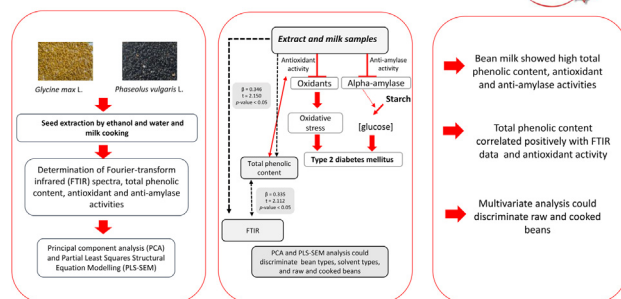 Glycine max L.
Phaseolus vulgaris L.
Seed extraction by ethanol and water and
milk cooking
Determination of Fourier-transform
infrared (FTIR) spectra, total phenolic
content, antioxidant and anti-amylase
activities
Principal component analysis (PCA)
and Partial Least Squares Structural
Equation Modelling (PLS-SEM)
Extract and milk samples
Antioxidant
activity
Anti-amylase
activity
β = 0.346
t = 2.150
p-value < 0.05
Oxidants
Alpha-amylase
Starch
Oxidative
stress
[glucose]
Total phenolic
content
Type 2 diabetes mellitus
β = 0.335
t = 2.112
p-value < 0.05
FTIR
PCA and PLS-SEM analysis could
discriminate bean types, solvent types,
and raw and cooked beans
Bean milk showed high total
phenolic content, antioxidant
and anti-amylase activities
Total phenolic content
correlated positively with FTIR
data and antioxidant activity
Multivariate analysis could
discriminate raw and cooked
beans